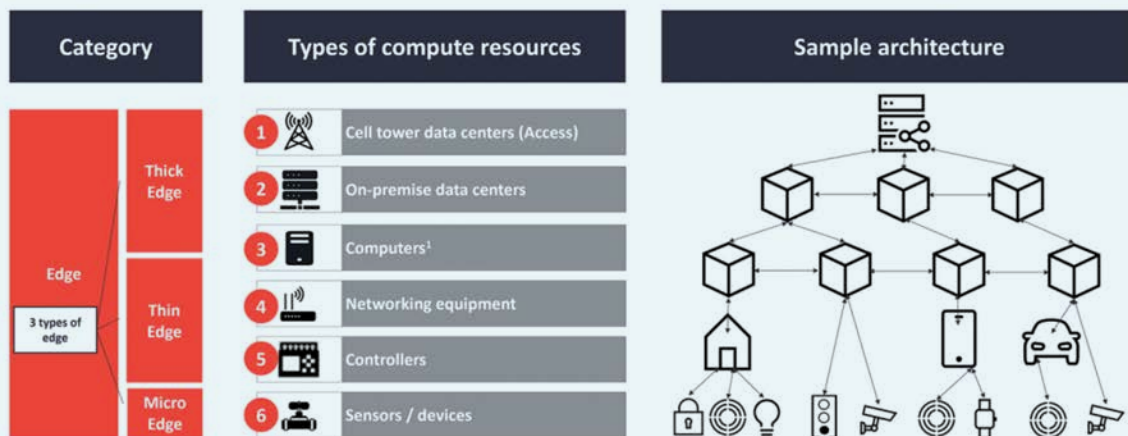 Category
Types of compute resources
Sample architecture
Edge
3 types of
edge
Thick
Edge
Thin
Edge
Micro
Edge
1
Cell tower data centers (Access)
2
On-premise data centers
3
Computers¹
4
Networking equipment
5
Controllers
6
Sensors / devices